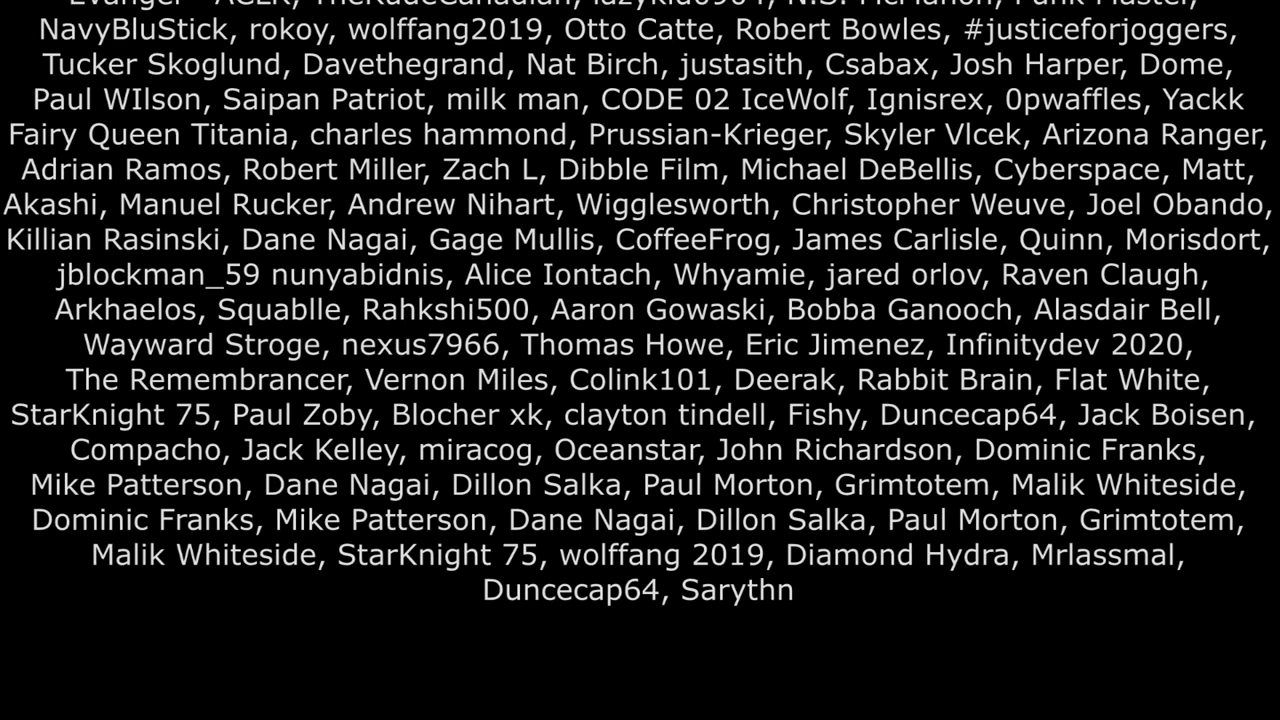 NavyBluStick, rokoy, wolffang2019, Otto Catte, Robert Bowles, #justiceforjoggers,
Tucker Skoglund, Davethegrand, Nat Birch, justasith, Csabax, Josh Harper, Dome,
Paul WIlson, Saipan Patriot, milk man, CODE 02 IceWolf, Ignisrex, 0pwaffles, Yackk
Fairy Queen Titania, charles hammond, Prussian-Krieger, Skyler Vlcek, Arizona Ranger,
Adrian Ramos, Robert Miller, Zach L, Dibble Film, Michael DeBellis, Cyberspace, Matt,
Akashi, Manuel Rucker, Andrew Nihart, Wigglesworth, Christopher Weuve, Joel Obando,
Killian Rasinski, Dane Nagai, Gage Mullis, CoffeeFrog, James Carlisle, Quinn, Morisdort,
jblockman_59 nunyabidnis, Alice Iontach, Whyamie, jared orlov, Raven Claugh,
Arkhaelos, Squablle, Rahkshi500, Aaron Gowaski, Bobba Ganooch, Alasdair Bell,
Wayward Stroge, nexus7966, Thomas Howe, Eric Jimenez, Infinitydev 2020,
The Remembrancer, Vernon Miles, Colink101, Deerak, Rabbit Brain, Flat White,
StarKnight 75, Paul Zoby, Blocher xk, clayton tindell, Fishy, Duncecap64, Jack Boisen,
Compacho, Jack Kelley, miracog, Oceanstar, John Richardson, Dominic Franks,
Mike Patterson, Dane Nagai, Dillon Salka, Paul Morton, Grimtotem, Malik Whiteside,
Dominic Franks, Mike Patterson, Dane Nagai, Dillon Salka, Paul Morton, Grimtotem,
Malik Whiteside, StarKnight 75, wolffang 2019, Diamond Hydra, Mrlassmal,
Duncecap64, Sarythn